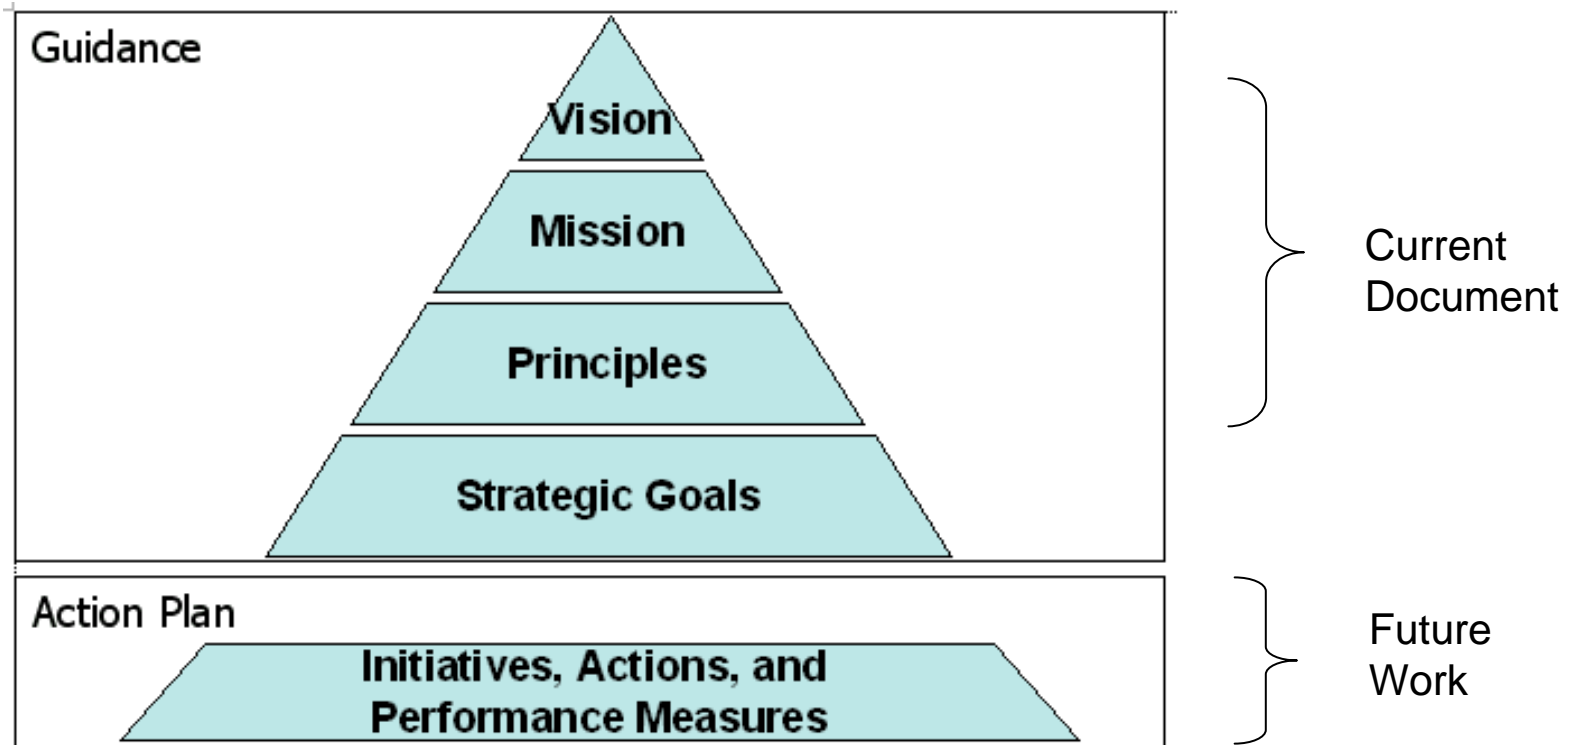 Guidance
Vision
Mission
Principles
Strategic Goals
Current
Document
Action Plan
Initiatives, Actions, and
Performance Measures
Future
Work